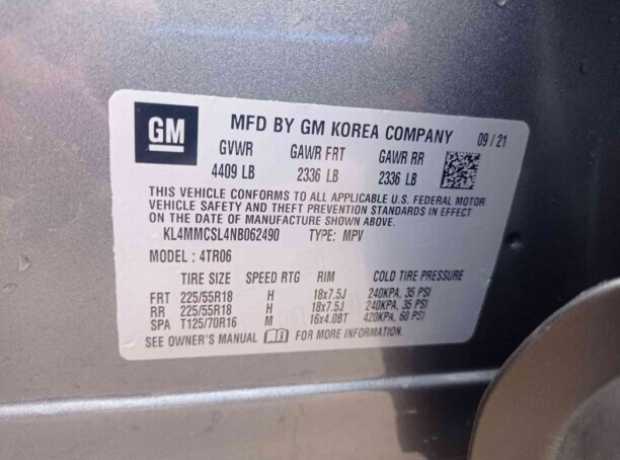 GM MFD BY GM KOREA COMPANY 09/21
GVWR GAWR FRT GAWR RR
4409 LB 2336 LB 2336 LB
THIS VEHICLE CONFORMS TO ALL APPLICABLE U.S. FEDERAL MOTOR
VEHICLE SAFETY AND THEFT PREVENTION STANDARDS IN EFFECT
ON THE DATE OF MANUFACTURE SHOWN ABOVE.
KL4MMCSL4NB062490 TYPE: MPV
MODEL: 4TR06
TIRE SIZE SPEED RTG RIM COLD TIRE PRESSURE
FRT 225/55R18 H 18x7.5J 240KPA, 35 PSI
RR 225/55R18 H 18x7.5J 240KPA, 35 PSI
SPA T125/70R16 M 16x4.0BT 420KPA, 60 PSI
SEE OWNER'S MANUAL FOR MORE INFORMATION.